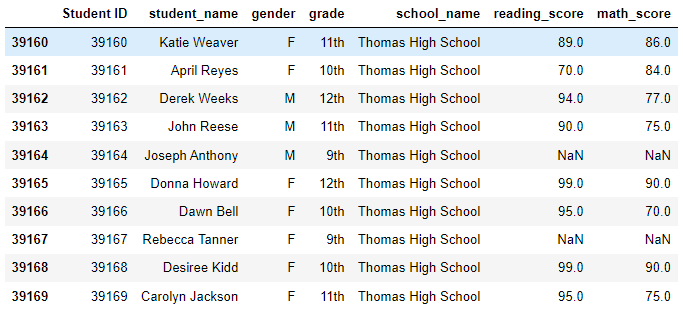 Student ID student_name gender grade school_name reading_score math_score
39160 39160 Katie Weaver F 11th Thomas High School 89.0 86.0
39161 39161 April Reyes F 10th Thomas High School 70.0 84.0
39162 39162 Derek Weeks M 12th Thomas High School 94.0 77.0
39163 39163 John Reese M 11th Thomas High School 90.0 75.0
39164 39164 Joseph Anthony M 9th Thomas High School NaN NaN
39165 39165 Donna Howard F 12th Thomas High School 99.0 90.0
39166 39166 Dawn Bell F 10th Thomas High School 95.0 70.0
39167 39167 Rebecca Tanner F 9th Thomas High School NaN NaN
39168 39168 Desiree Kidd F 10th Thomas High School 99.0 90.0
39169 39169 Carolyn Jackson F 11th Thomas High School 95.0 75.0